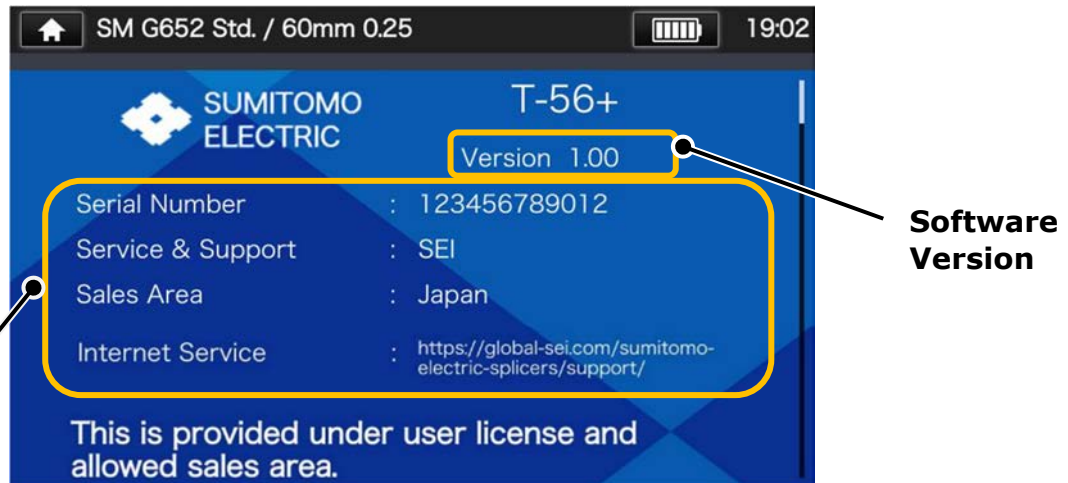 SM G652 Std. / 60mm 0.25
19:02
SUMITOMO
ELECTRIC
T-56+
Version 1.00
Serial Number : 123456789012
Service & Support : SEI
Sales Area : Japan
Internet Service : https://global-sei.com/sumitomo-
electric-splicers/support/
This is provided under user license and
allowed sales area.
Software
Version